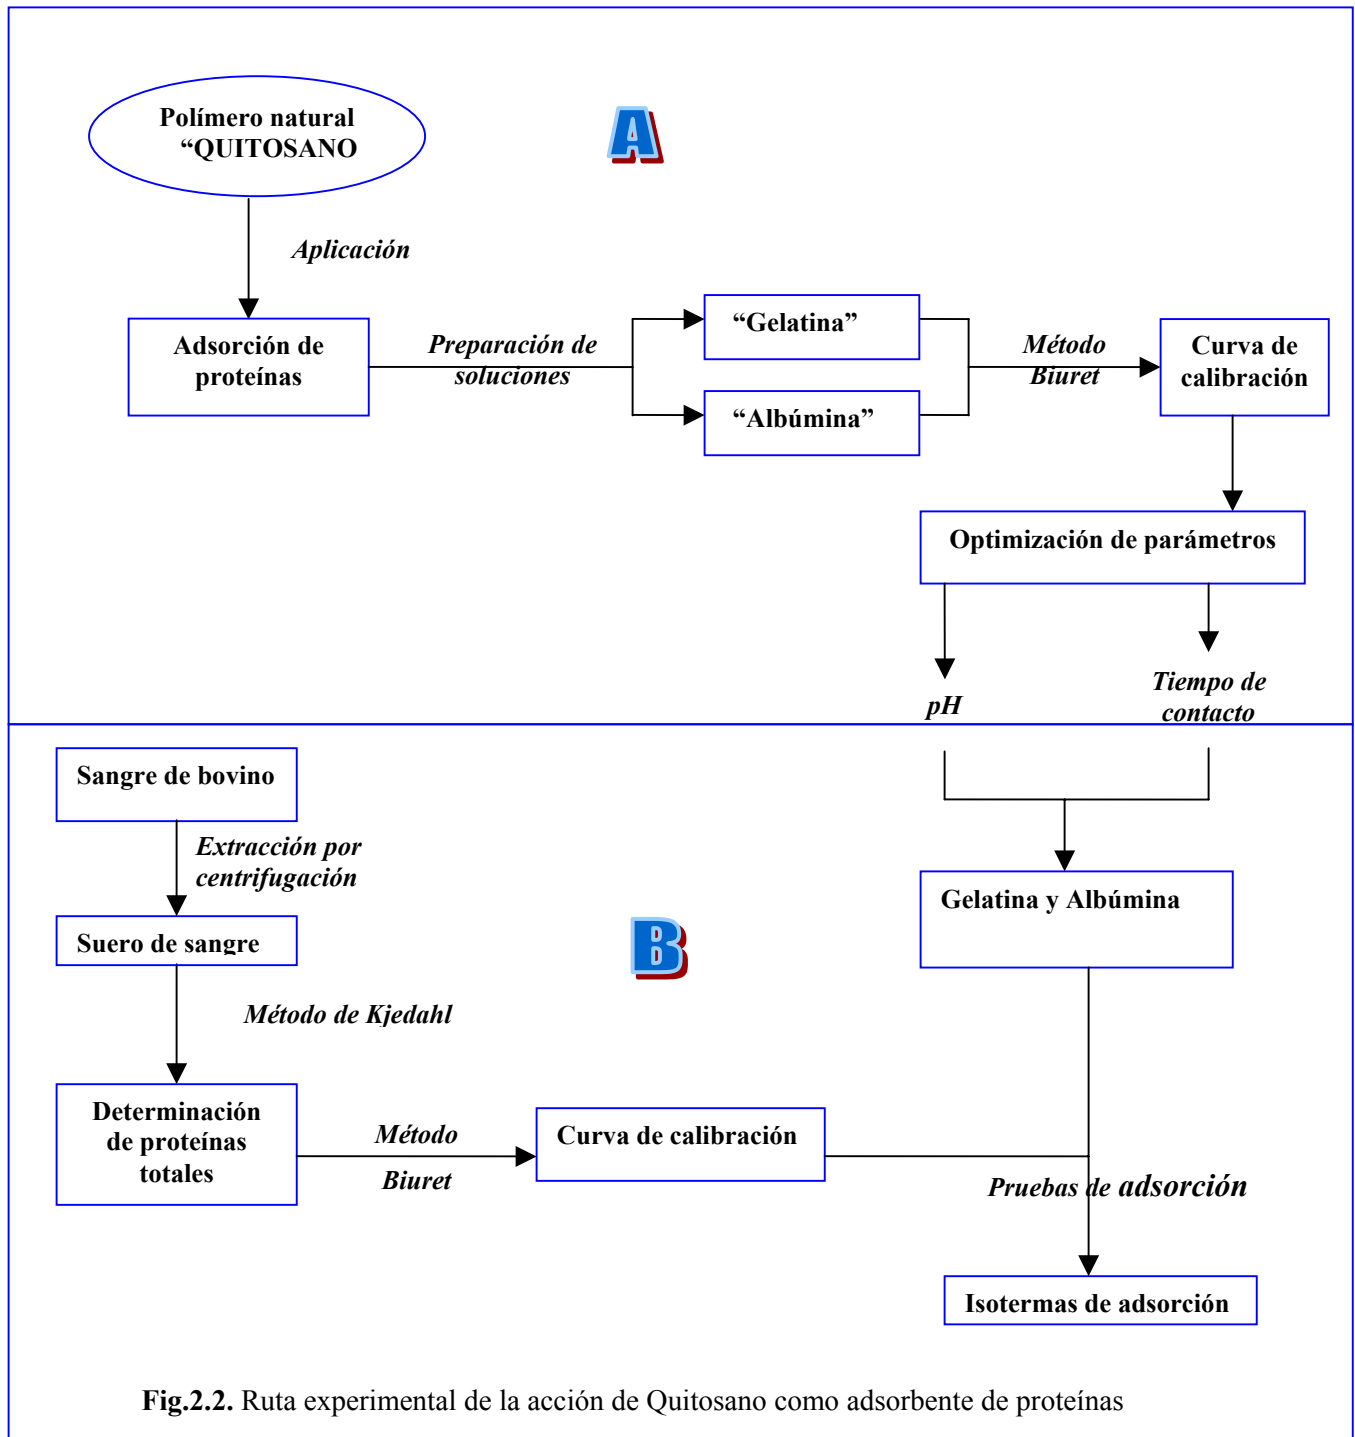 Polímero natural
“QUITOSANO
A
Aplicación
Adsorción de
proteínas
Preparación de
soluciones
“Gelatina”
“Albúmina”
Método
Biuret
Curva de
calibración
Optimización de parámetros
pH
Tiempo de
contacto
Sangre de bovino
Extracción por
centrifugación
Suero de sangre
B
Gelatina y Albúmina
Método de Kjedahl
Determinación
de proteínas
totales
Método
Biuret
Curva de calibración
Pruebas de adsorción
Isotermas de adsorción
Fig.2.2. Ruta experimental de la acción de Quitosano como adsorbente de proteínas